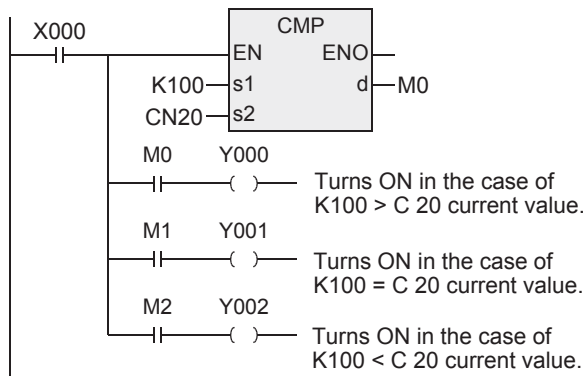 CMP
X000
EN ENO
K100 s1 d M0
CN20 s2
M0 Y000
Turns ON in the case of
K100 > C 20 current value.
M1 Y001
Turns ON in the case of
K100 = C 20 current value.
M2 Y002
Turns ON in the case of
K100 < C 20 current value.